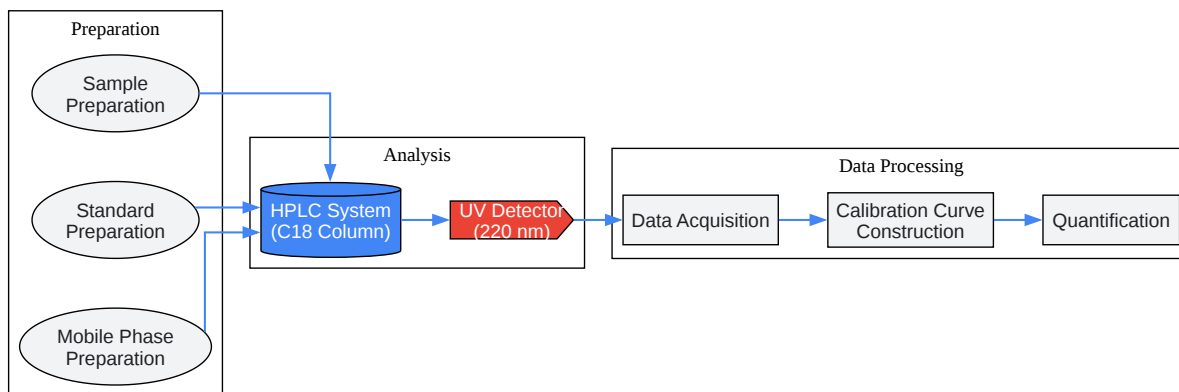 Preparation
Sample
Preparation
Standard
Preparation
Mobile Phase
Preparation
Analysis
HPLC System
(C18 Column)
UV Detector
(220 nm)
Data Processing
Data Acquisition
Calibration Curve
Construction
Quantification